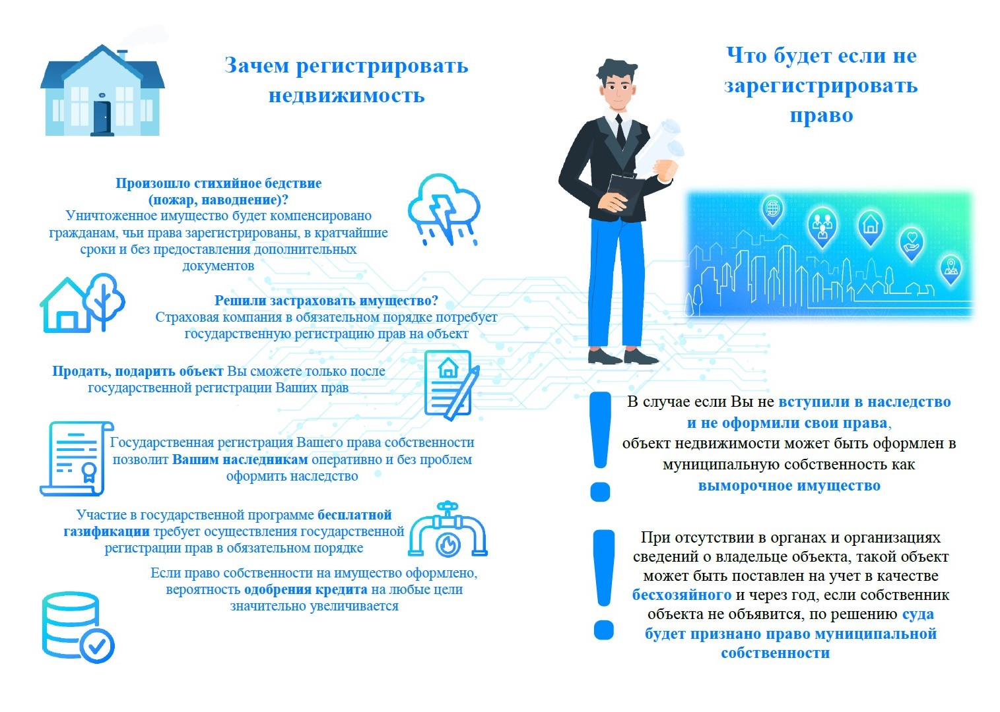 Зачем регистрировать
недвижимость
Произошло стихийное бедствие
(пожар, наводнение)?
Уничтоженное имущество будет компенсировано
гражданам, чьи права зарегистрированы, в кратчайшие
сроки и без предоставления дополнительных
документов
Решили застраховать имущество?
Страховая компания в обязательном порядке потребует
государственную регистрацию прав на объект
Продать, подарить объект Вы сможете только после
государственной регистрации Ваших прав
Государственная регистрация Вашего права собственности
позволит Вашим наследникам оперативно и без проблем
оформить наследство
Участие в государственной программе бесплатной
газификации требует осуществления государственной
регистрации прав в обязательном порядке
Если право собственности на имущество оформлено,
вероятность одобрения кредита на любые цели
значительно увеличивается
Что будет если не
зарегистрировать
право
В случае если Вы не вступили в наследство
и не оформили свои права,
объект недвижимости может быть оформлен в
муниципальную собственность как
выморочное имущество
При отсутствии в органах и организациях
сведений о владельце объекта, такой объект
может быть поставлен на учет в качестве
бесхозяйного и через год, если собственник
объекта не объявится, по решению суда
будет признано право муниципальной
собственности